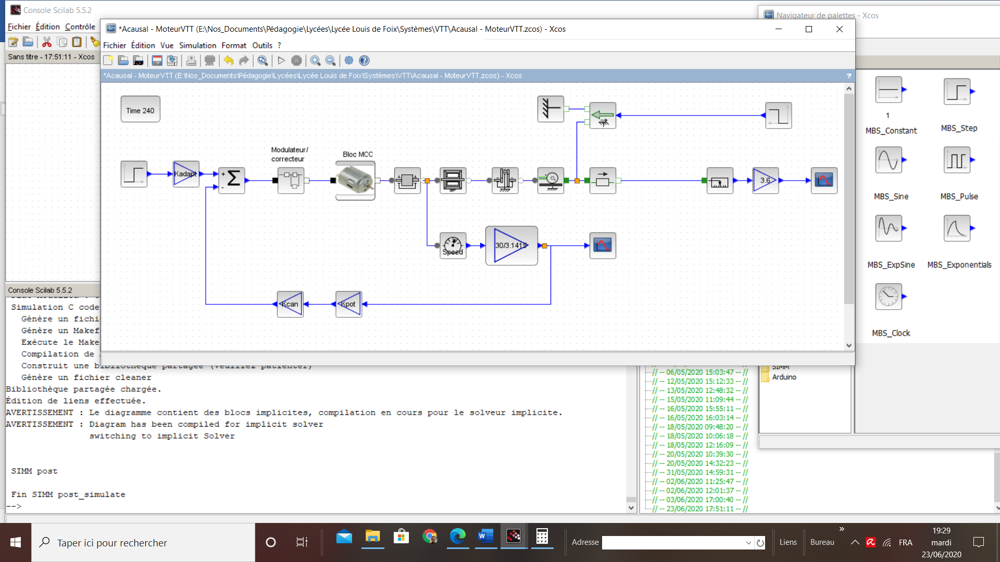 Console Scilab 5.5.2
Navigateur de palettes - Xcos
Fichier Édition Contrôle
*Acausal - MoteurVTT (E:\Nos_Documents\Pédagogie\Lycées\Lycée Louis de Foix\Systèmes\VTT\Acausal - MoteurVTT.zcos) - Xcos
Fichier Édition Vue Simulation Format Outils ?
Sans titre - 17:51:11 - Xcos
*Acausal - MoteurVTT (E:\Nos_Documents\Pédagogie\Lycées\Lycée Louis de Foix\Systèmes\VTT\Acausal - MoteurVTT.zcos) - Xcos
?
Time 240
Modulateur/
correcteur
Bloc MCC
Kadapt
+
-
Σ
3.6
Speed
30/3.1415
Kcan
Kpot
1
MBS_Constant
MBS_Step
MBS_Sine
MBS_Pulse
MBS_ExpSine
MBS_Exponentials
MBS_Clock
Console Scilab 5.5.2
Simulation C code
Génère un fichi
Génère un Makef
Exécute le Make
Compilation de
Construit une bibliothèque partagée (veuillez patienter)
Génère un fichier cleaner
Bibliothèque partagée chargée.
Édition de liens effectuée.
AVERTISSEMENT : Le diagramme contient des blocs implicites, compilation en cours pour le solveur implicite.
AVERTISSEMENT : Diagram has been compiled for implicit solver
switching to implicit Solver
SIMM post
Fin SIMM post_simulate
-->
// -- 06/05/2020 15:03:47 -- //
// -- 12/05/2020 15:12:33 -- //
// -- 13/05/2020 12:48:32 -- //
// -- 15/05/2020 11:09:44 -- //
// -- 16/05/2020 15:55:11 -- //
// -- 16/05/2020 16:03:14 -- //
// -- 18/05/2020 09:48:20 -- //
// -- 18/05/2020 10:06:18 -- //
// -- 18/05/2020 12:16:09 -- //
// -- 20/05/2020 10:39:30 -- //
// -- 20/05/2020 14:32:23 -- //
// -- 31/05/2020 14:59:31 -- //
// -- 02/06/2020 11:25:47 -- //
// -- 02/06/2020 12:01:37 -- //
// -- 03/06/2020 17:00:40 -- //
// -- 23/06/2020 17:51:11 -- //
SIMM
Arduino
Taper ici pour rechercher
Adresse
Liens
Bureau
»
FRA
19:29
mardi
23/06/2020